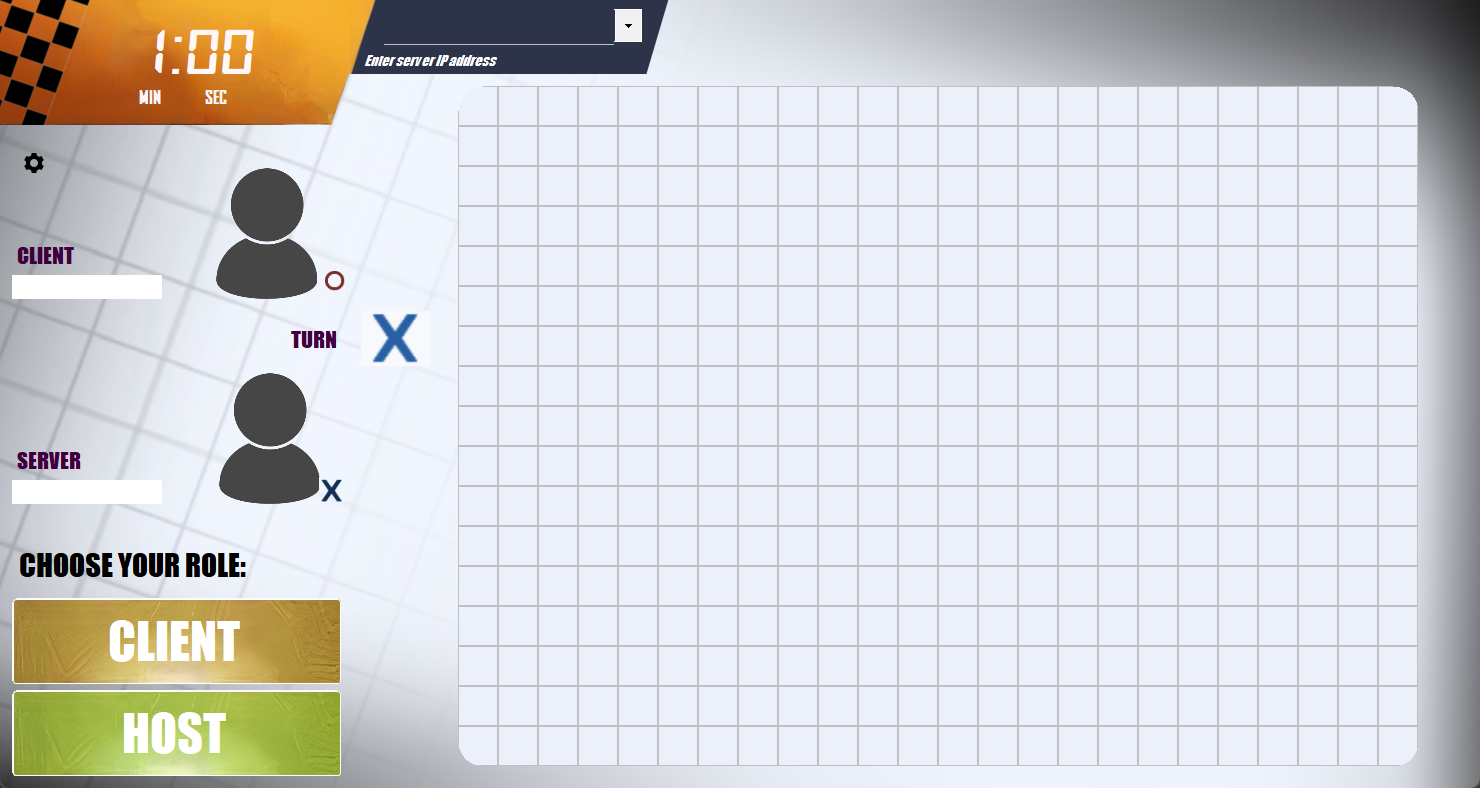 1:00
MIN SEC
Enter server IP address
CLIENT
O
TURN X
SERVER
X
CHOOSE YOUR ROLE:
CLIENT
HOST